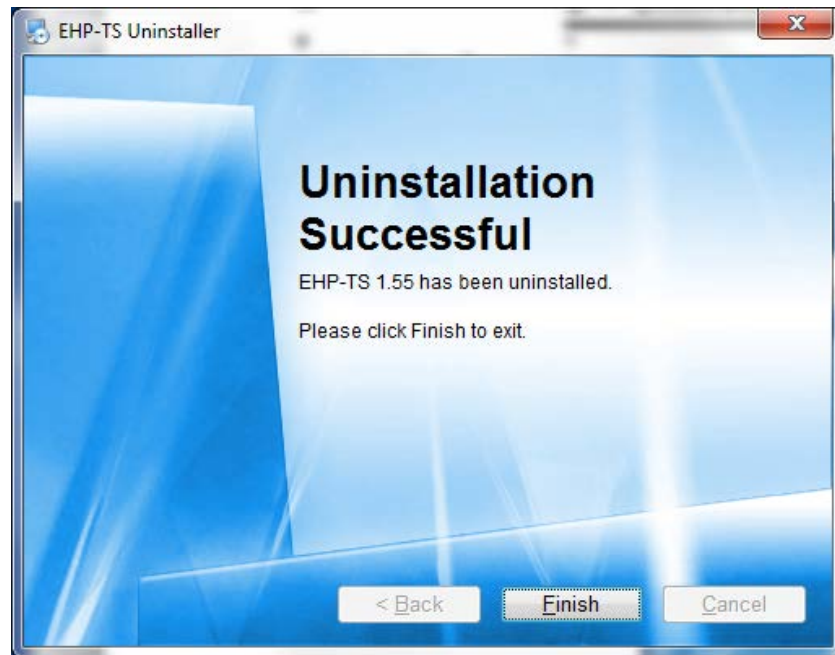 EHP-TS Uninstaller
Uninstallation
Successful
EHP-TS 1.55 has been uninstalled.
Please click Finish to exit.
< Back
Finish
Cancel